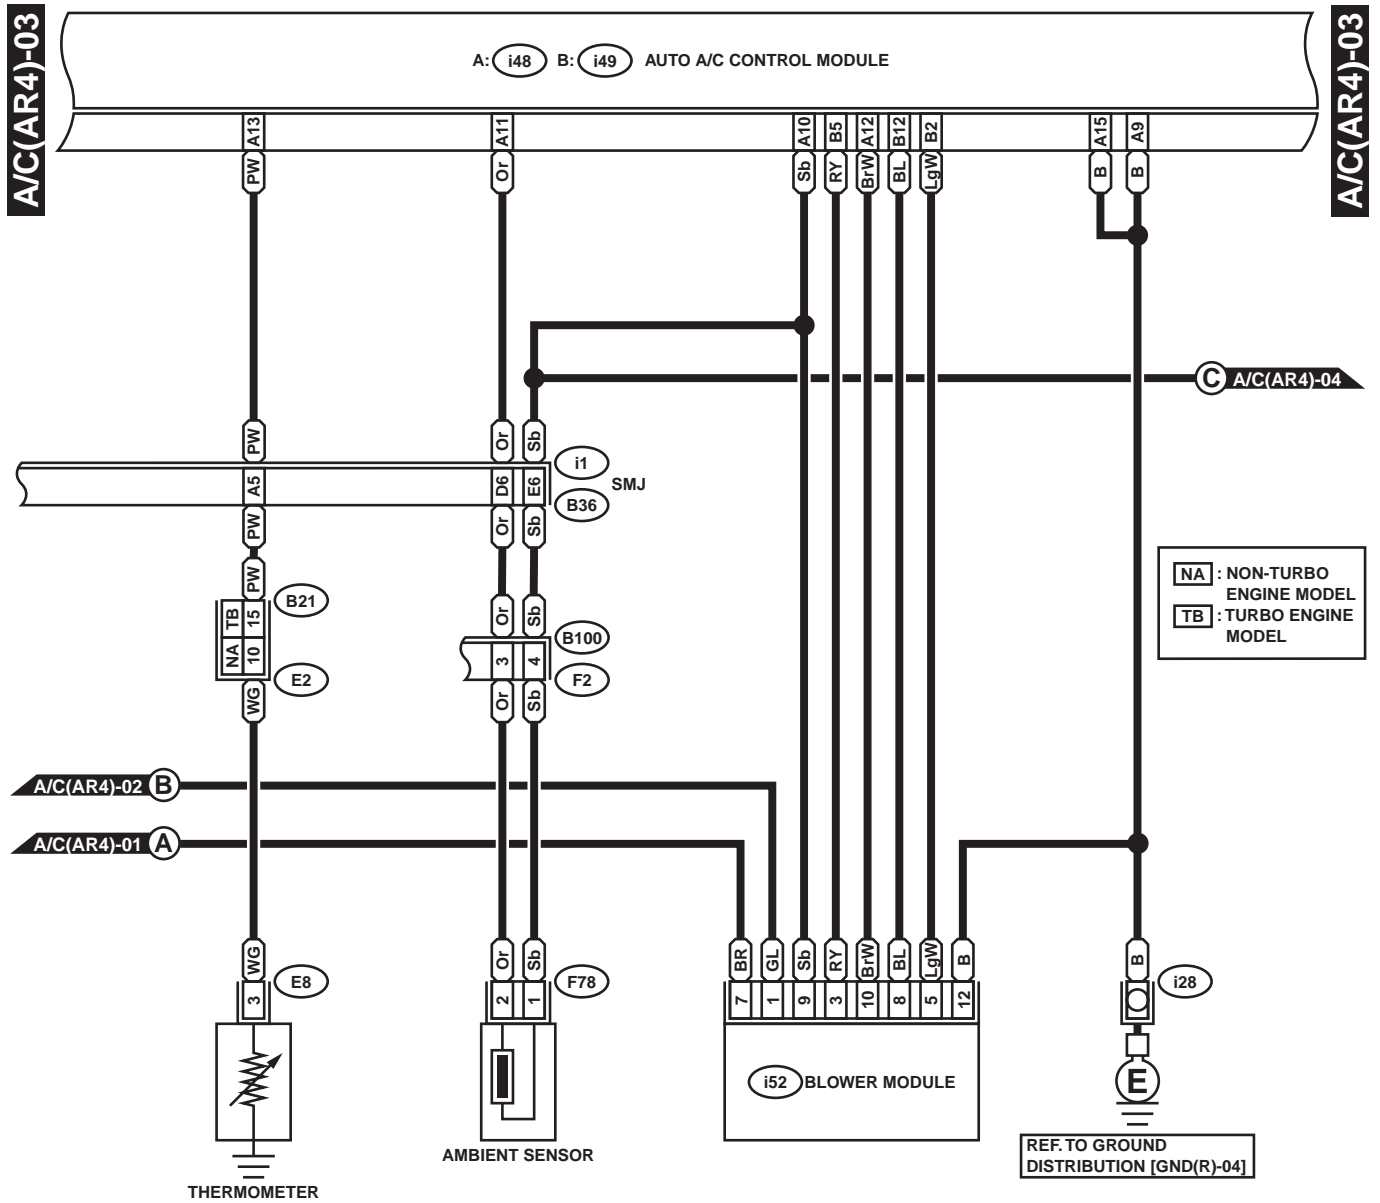 A/C(AR4)-03
A/C(AR4)-03
A: i48 B: i49 AUTO A/C CONTROL MODULE
A13 A11 A10 B5 A12 B12 B2 A15 A9
PW Or Sb RY BrW BL LgW B B
C A/C(AR4)-04
PW Or Sb
i1
A5 D6 E6 SMJ
B36
PW Or Sb
PW Or Sb
B21
TB 15
NA 10
E2
WG
B100
3 4
F2
Or Sb
NA : NON-TURBO
ENGINE MODEL
TB : TURBO ENGINE
MODEL
A/C(AR4)-02 B
A/C(AR4)-01 A
WG Or Sb BR GL Sb RY BrW BL LgW B B
E8 F78 i28
3 2 1 7 1 9 3 10 8 5 12
i52 BLOWER MODULE
E
THERMOMETER
AMBIENT SENSOR
REF. TO GROUND
DISTRIBUTION [GND(R)-04]